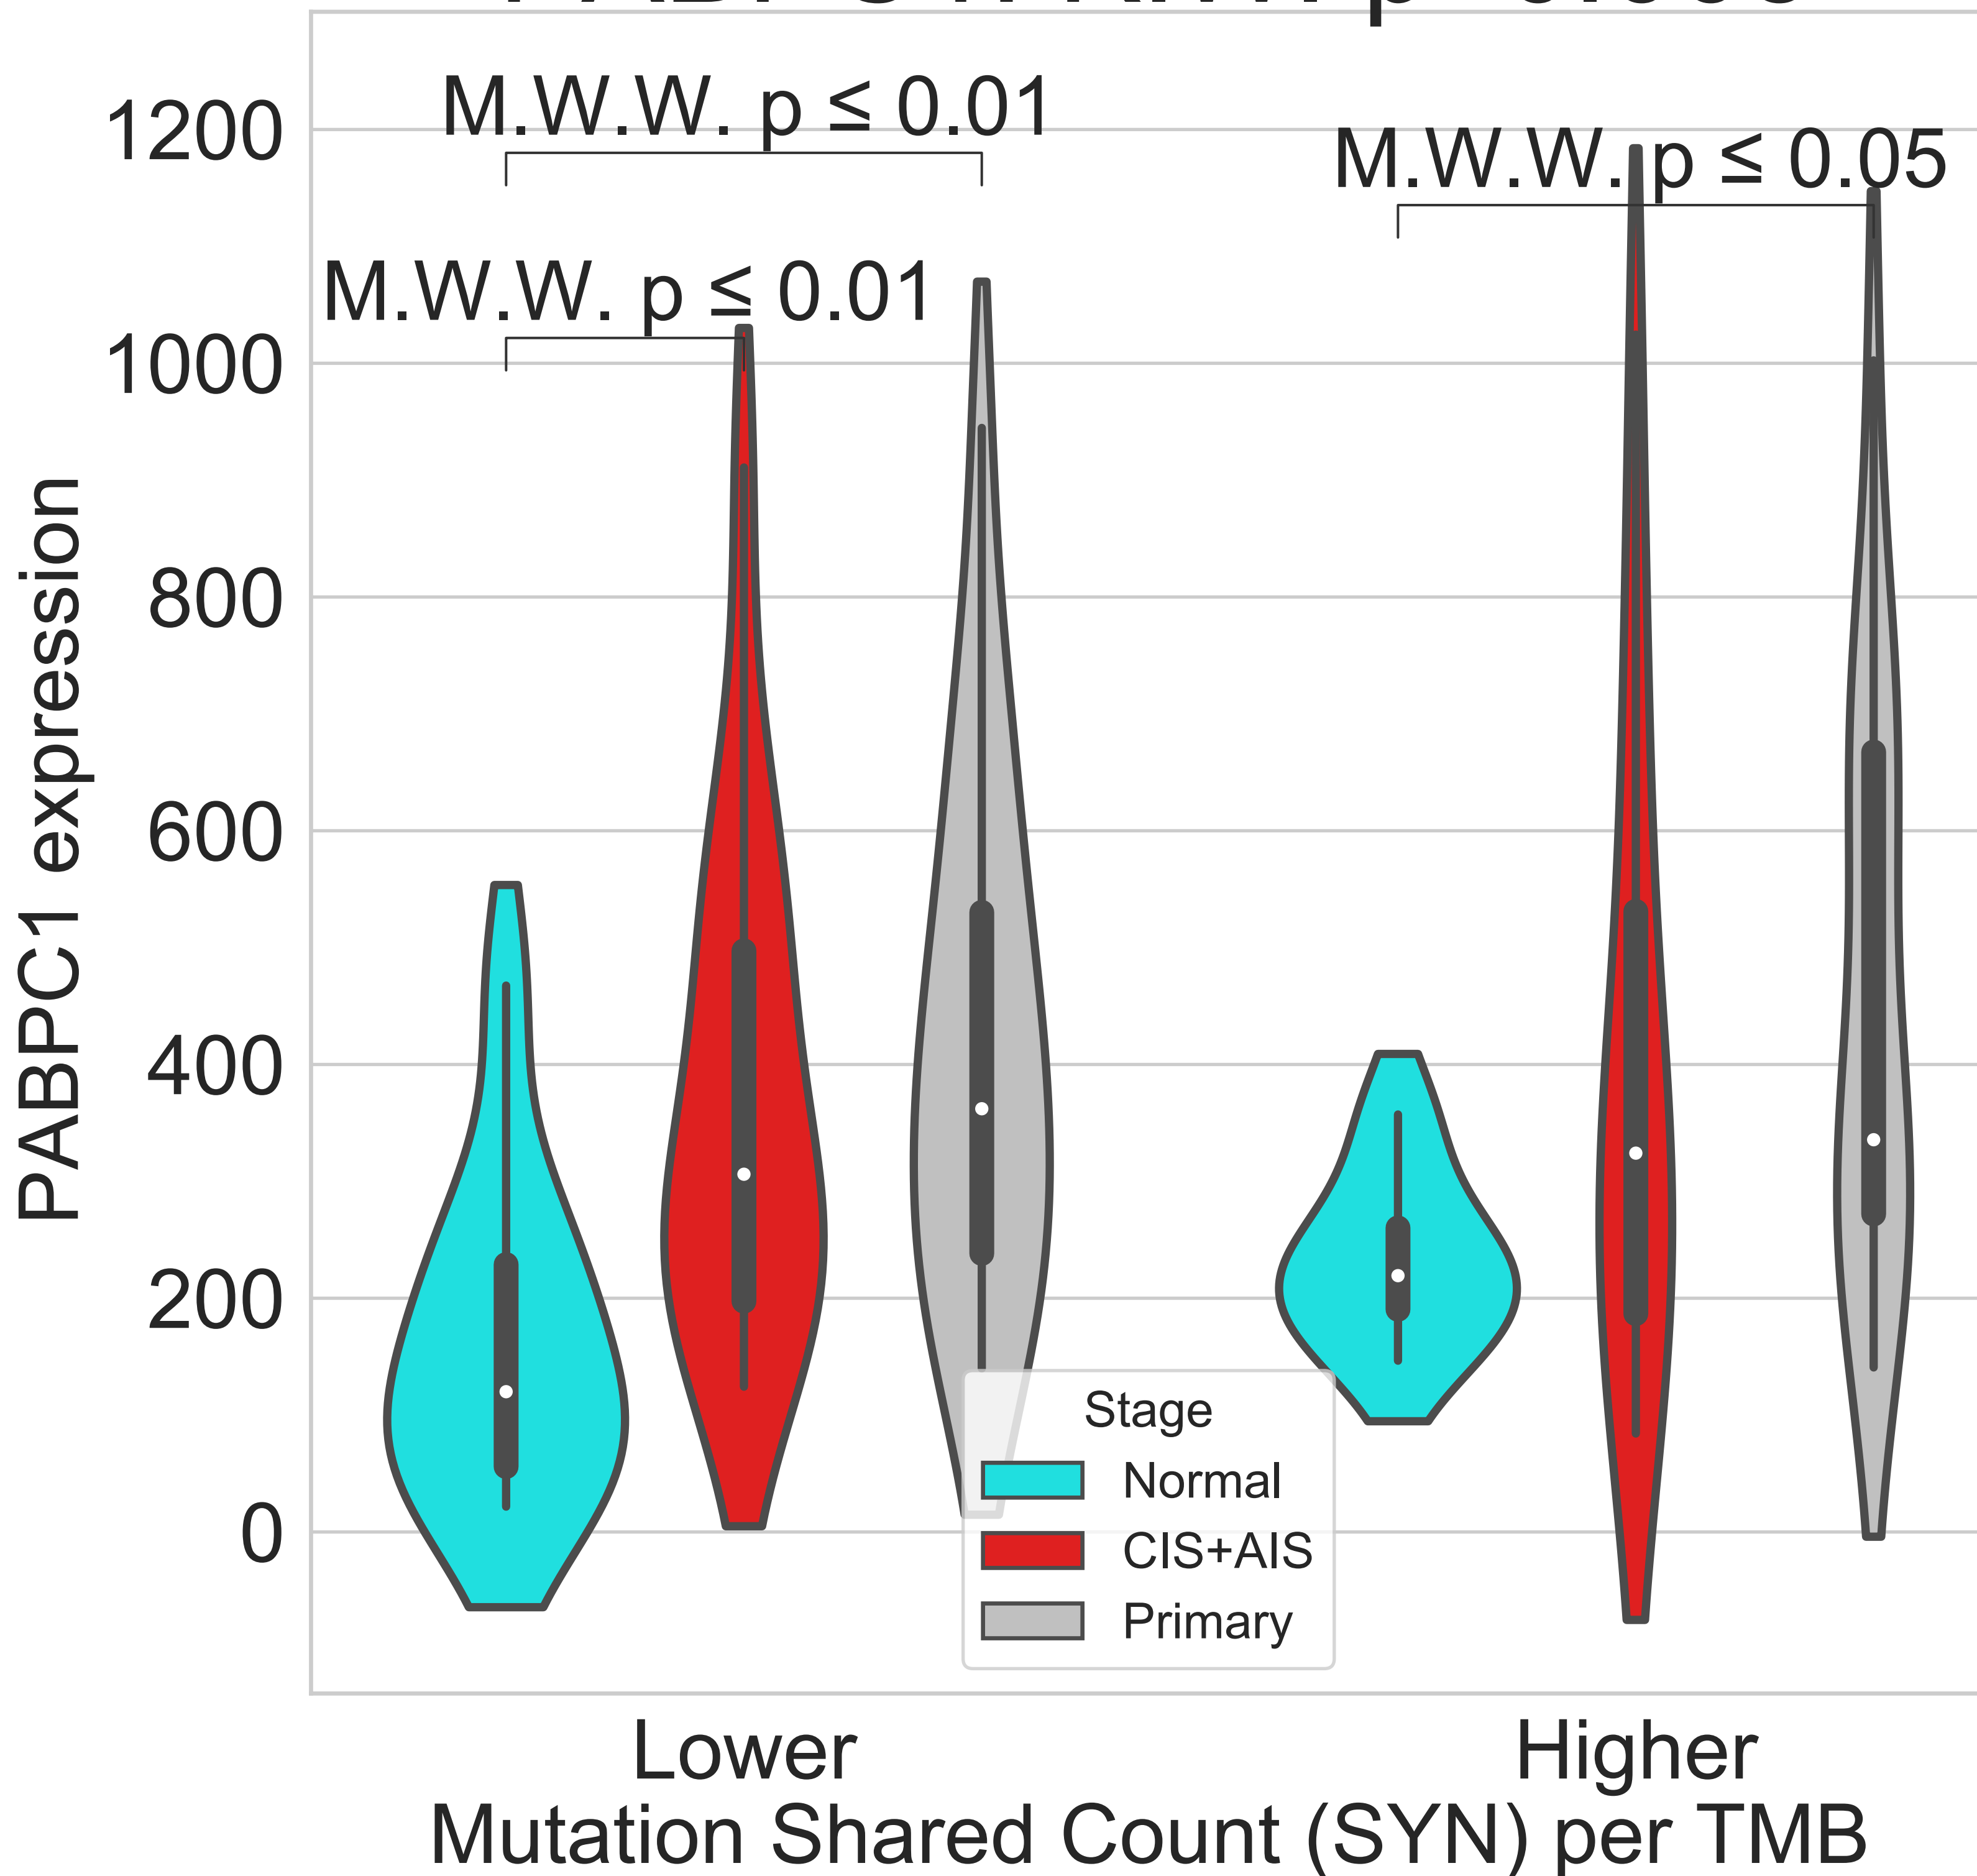 M.W.W. p ≤ 0.01
M.W.W. p ≤ 0.05
M.W.W. p ≤ 0.01
PABPC1 expression
1200
1000
800
600
400
200
0
Stage
Normal
CIS+AIS
Primary
Lower
Higher
Mutation Shared Count (SYN) per TMB